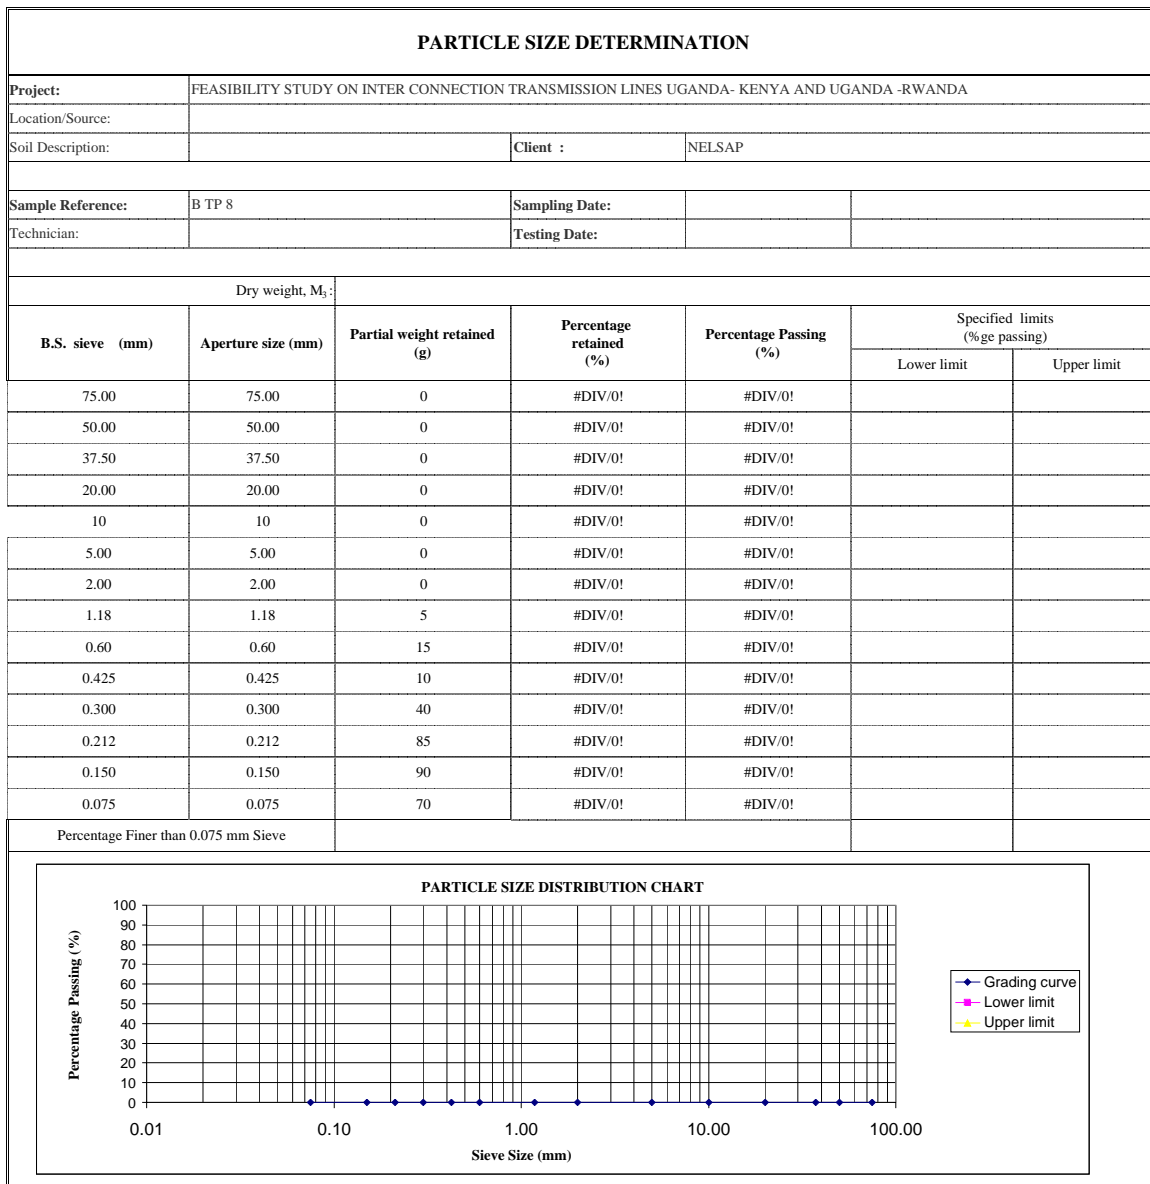 PARTICLE SIZE DETERMINATION
Project: FEASIBILITY STUDY ON INTER CONNECTION TRANSMISSION LINES UGANDA- KENYA AND UGANDA -RWANDA
Location/Source:
Soil Description: Client : NELSAP
Sample Reference: B TP 8 Sampling Date:
Technician: Testing Date:
Dry weight, M3 :
B.S. sieve (mm) Aperture size (mm) Partial weight retained (g) Percentage retained (%) Percentage Passing (%) Specified limits (%ge passing)
Lower limit Upper limit
75.00 75.00 0 #DIV/0! #DIV/0!
50.00 50.00 0 #DIV/0! #DIV/0!
37.50 37.50 0 #DIV/0! #DIV/0!
20.00 20.00 0 #DIV/0! #DIV/0!
10 10 0 #DIV/0! #DIV/0!
5.00 5.00 0 #DIV/0! #DIV/0!
2.00 2.00 0 #DIV/0! #DIV/0!
1.18 1.18 5 #DIV/0! #DIV/0!
0.60 0.60 15 #DIV/0! #DIV/0!
0.425 0.425 10 #DIV/0! #DIV/0!
0.300 0.300 40 #DIV/0! #DIV/0!
0.212 0.212 85 #DIV/0! #DIV/0!
0.150 0.150 90 #DIV/0! #DIV/0!
0.075 0.075 70 #DIV/0! #DIV/0!
Percentage Finer than 0.075 mm Sieve
PARTICLE SIZE DISTRIBUTION CHART
Percentage Passing (%)
100
90
80
70
60
50
40
30
20
10
0
0.01 0.10 1.00 10.00 100.00
Sieve Size (mm)
Grading curve
Lower limit
Upper limit